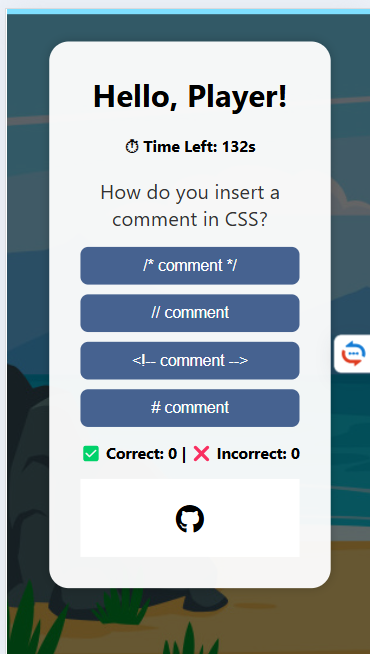 Hello, Player!
⏱ Time Left: 132s
How do you insert a
comment in CSS?
/* comment */
// comment
<!-- comment -->
# comment
✅ Correct: 0 | ❌ Incorrect: 0